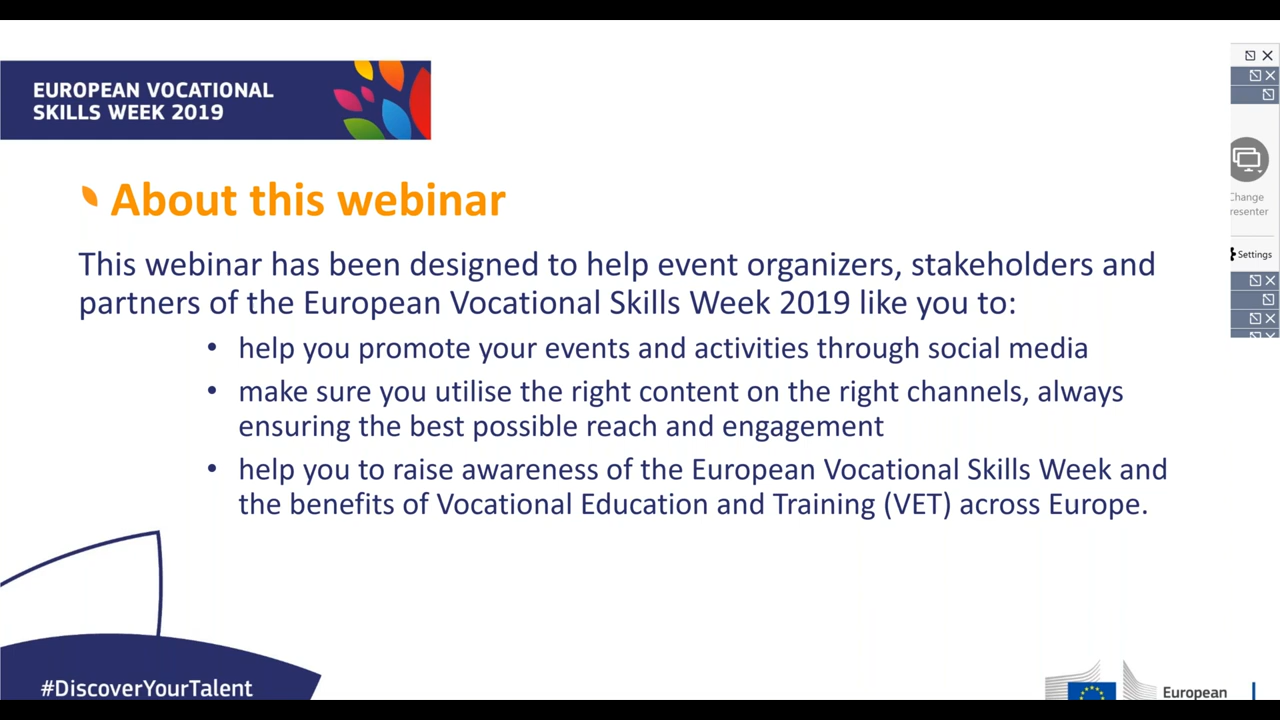 EUROPEAN VOCATIONAL
SKILLS WEEK 2019
About this webinar
This webinar has been designed to help event organizers, stakeholders and
partners of the European Vocational Skills Week 2019 like you to:
• help you promote your events and activities through social media
• make sure you utilise the right content on the right channels, always
ensuring the best possible reach and engagement
• help you to raise awareness of the European Vocational Skills Week and
the benefits of Vocational Education and Training (VET) across Europe.
Settings
#DiscoverYourTalent
European